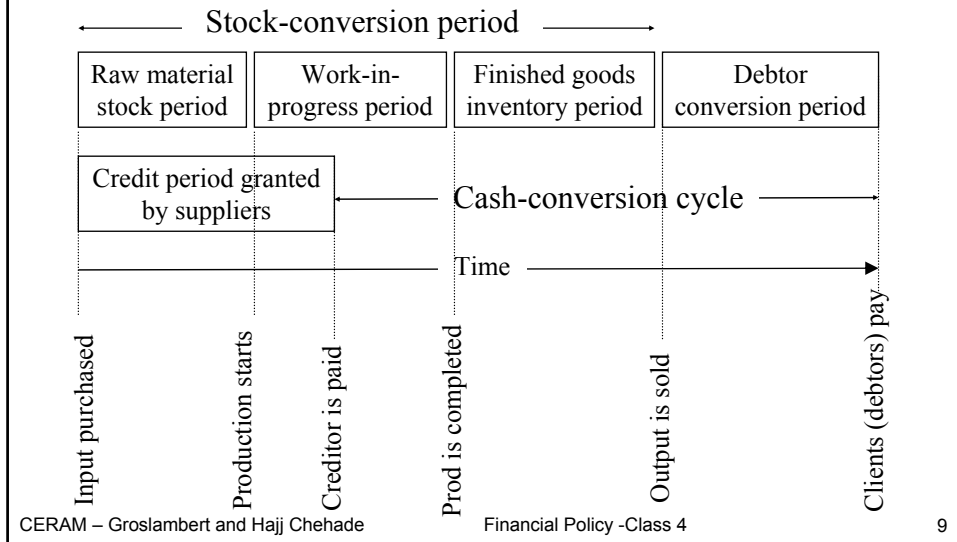 Stock-conversion period
Raw material
stock period
Work-in-
progress period
Finished goods
inventory period
Debtor
conversion period
Credit period granted
by suppliers
Cash-conversion cycle
Time
Input purchased
Production starts
Creditor is paid
Prod is completed
Output is sold
Clients (debtors) pay
CERAM – Groslambert and Hajj Chehade
Financial Policy -Class 4
9